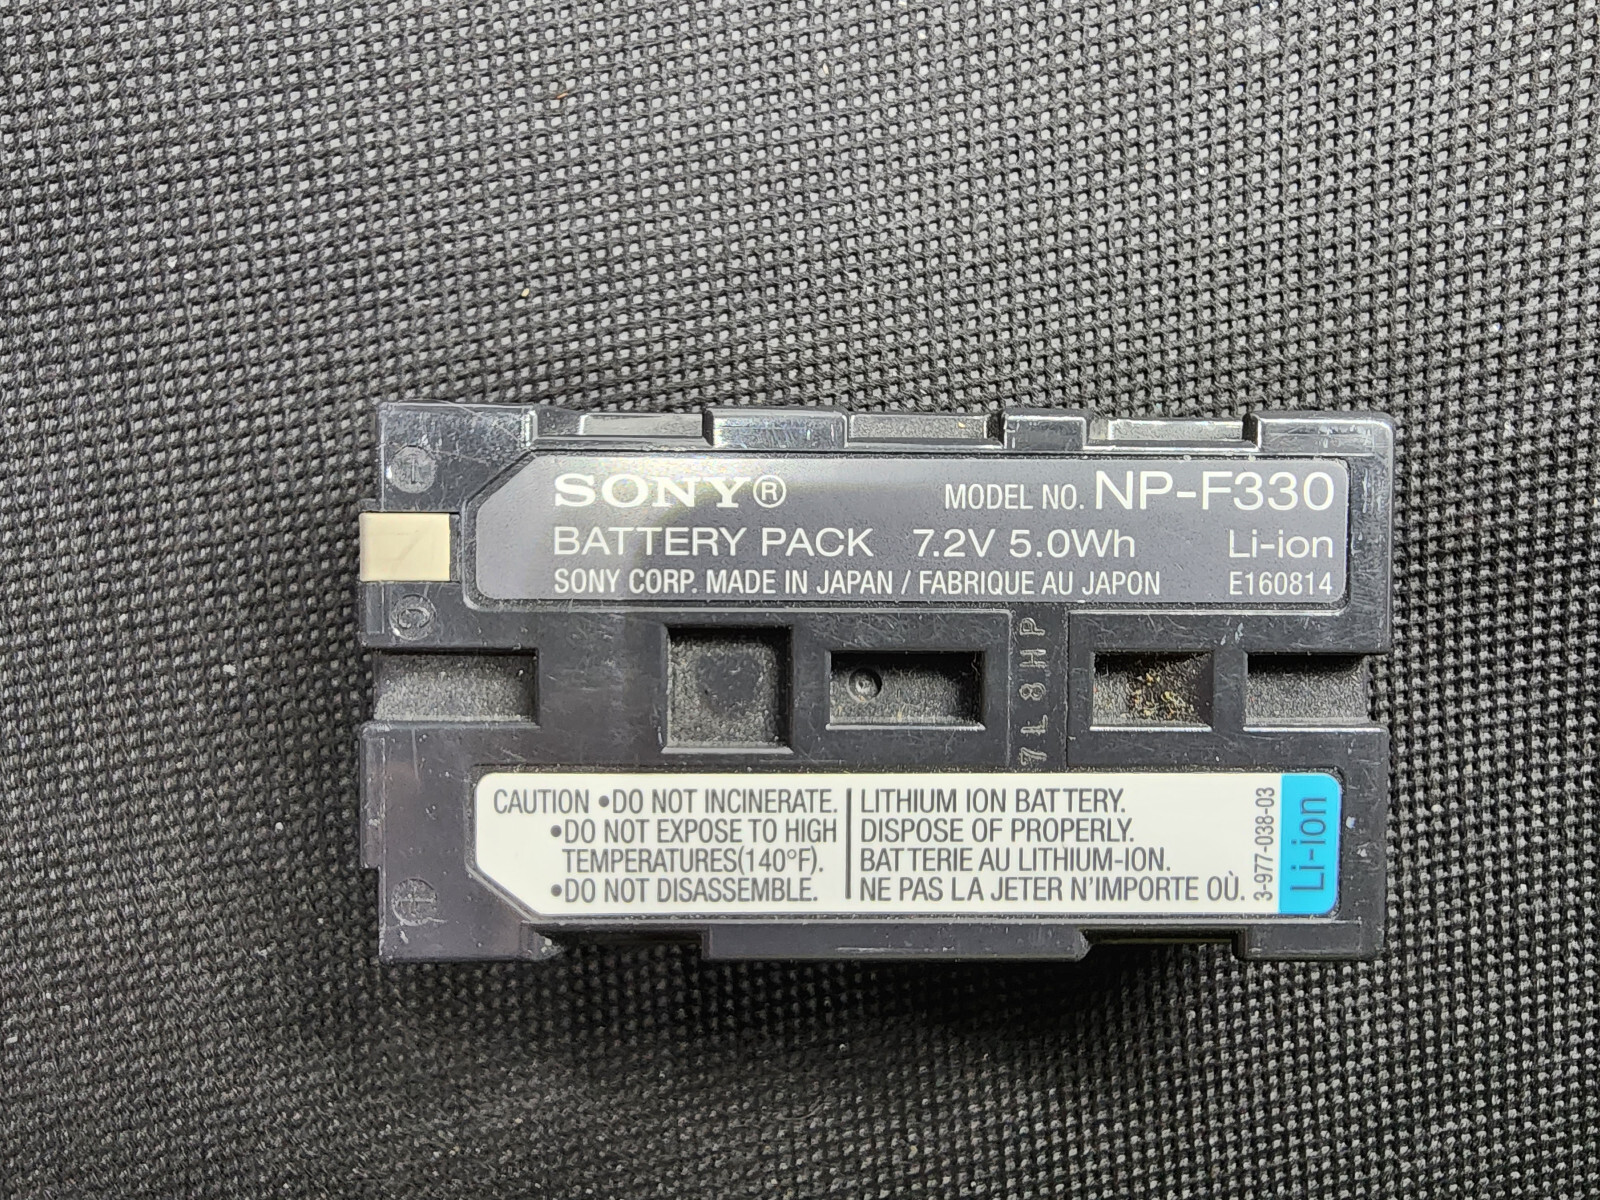 SONY®
MODEL NO. NP-F330
BATTERY PACK 7.2V 5.0Wh Li-ion
SONY CORP. MADE IN JAPAN / FABRIQUE AU JAPON E160814
7L8HP
CAUTION •DO NOT INCINERATE.
•DO NOT EXPOSE TO HIGH
TEMPERATURES(140°F).
•DO NOT DISASSEMBLE.
LITHIUM ION BATTERY.
DISPOSE OF PROPERLY.
BATTERIE AU LITHIUM-ION.
NE PAS LA JETER N'IMPORTE OÙ.
3-977-038-03
Li-ion